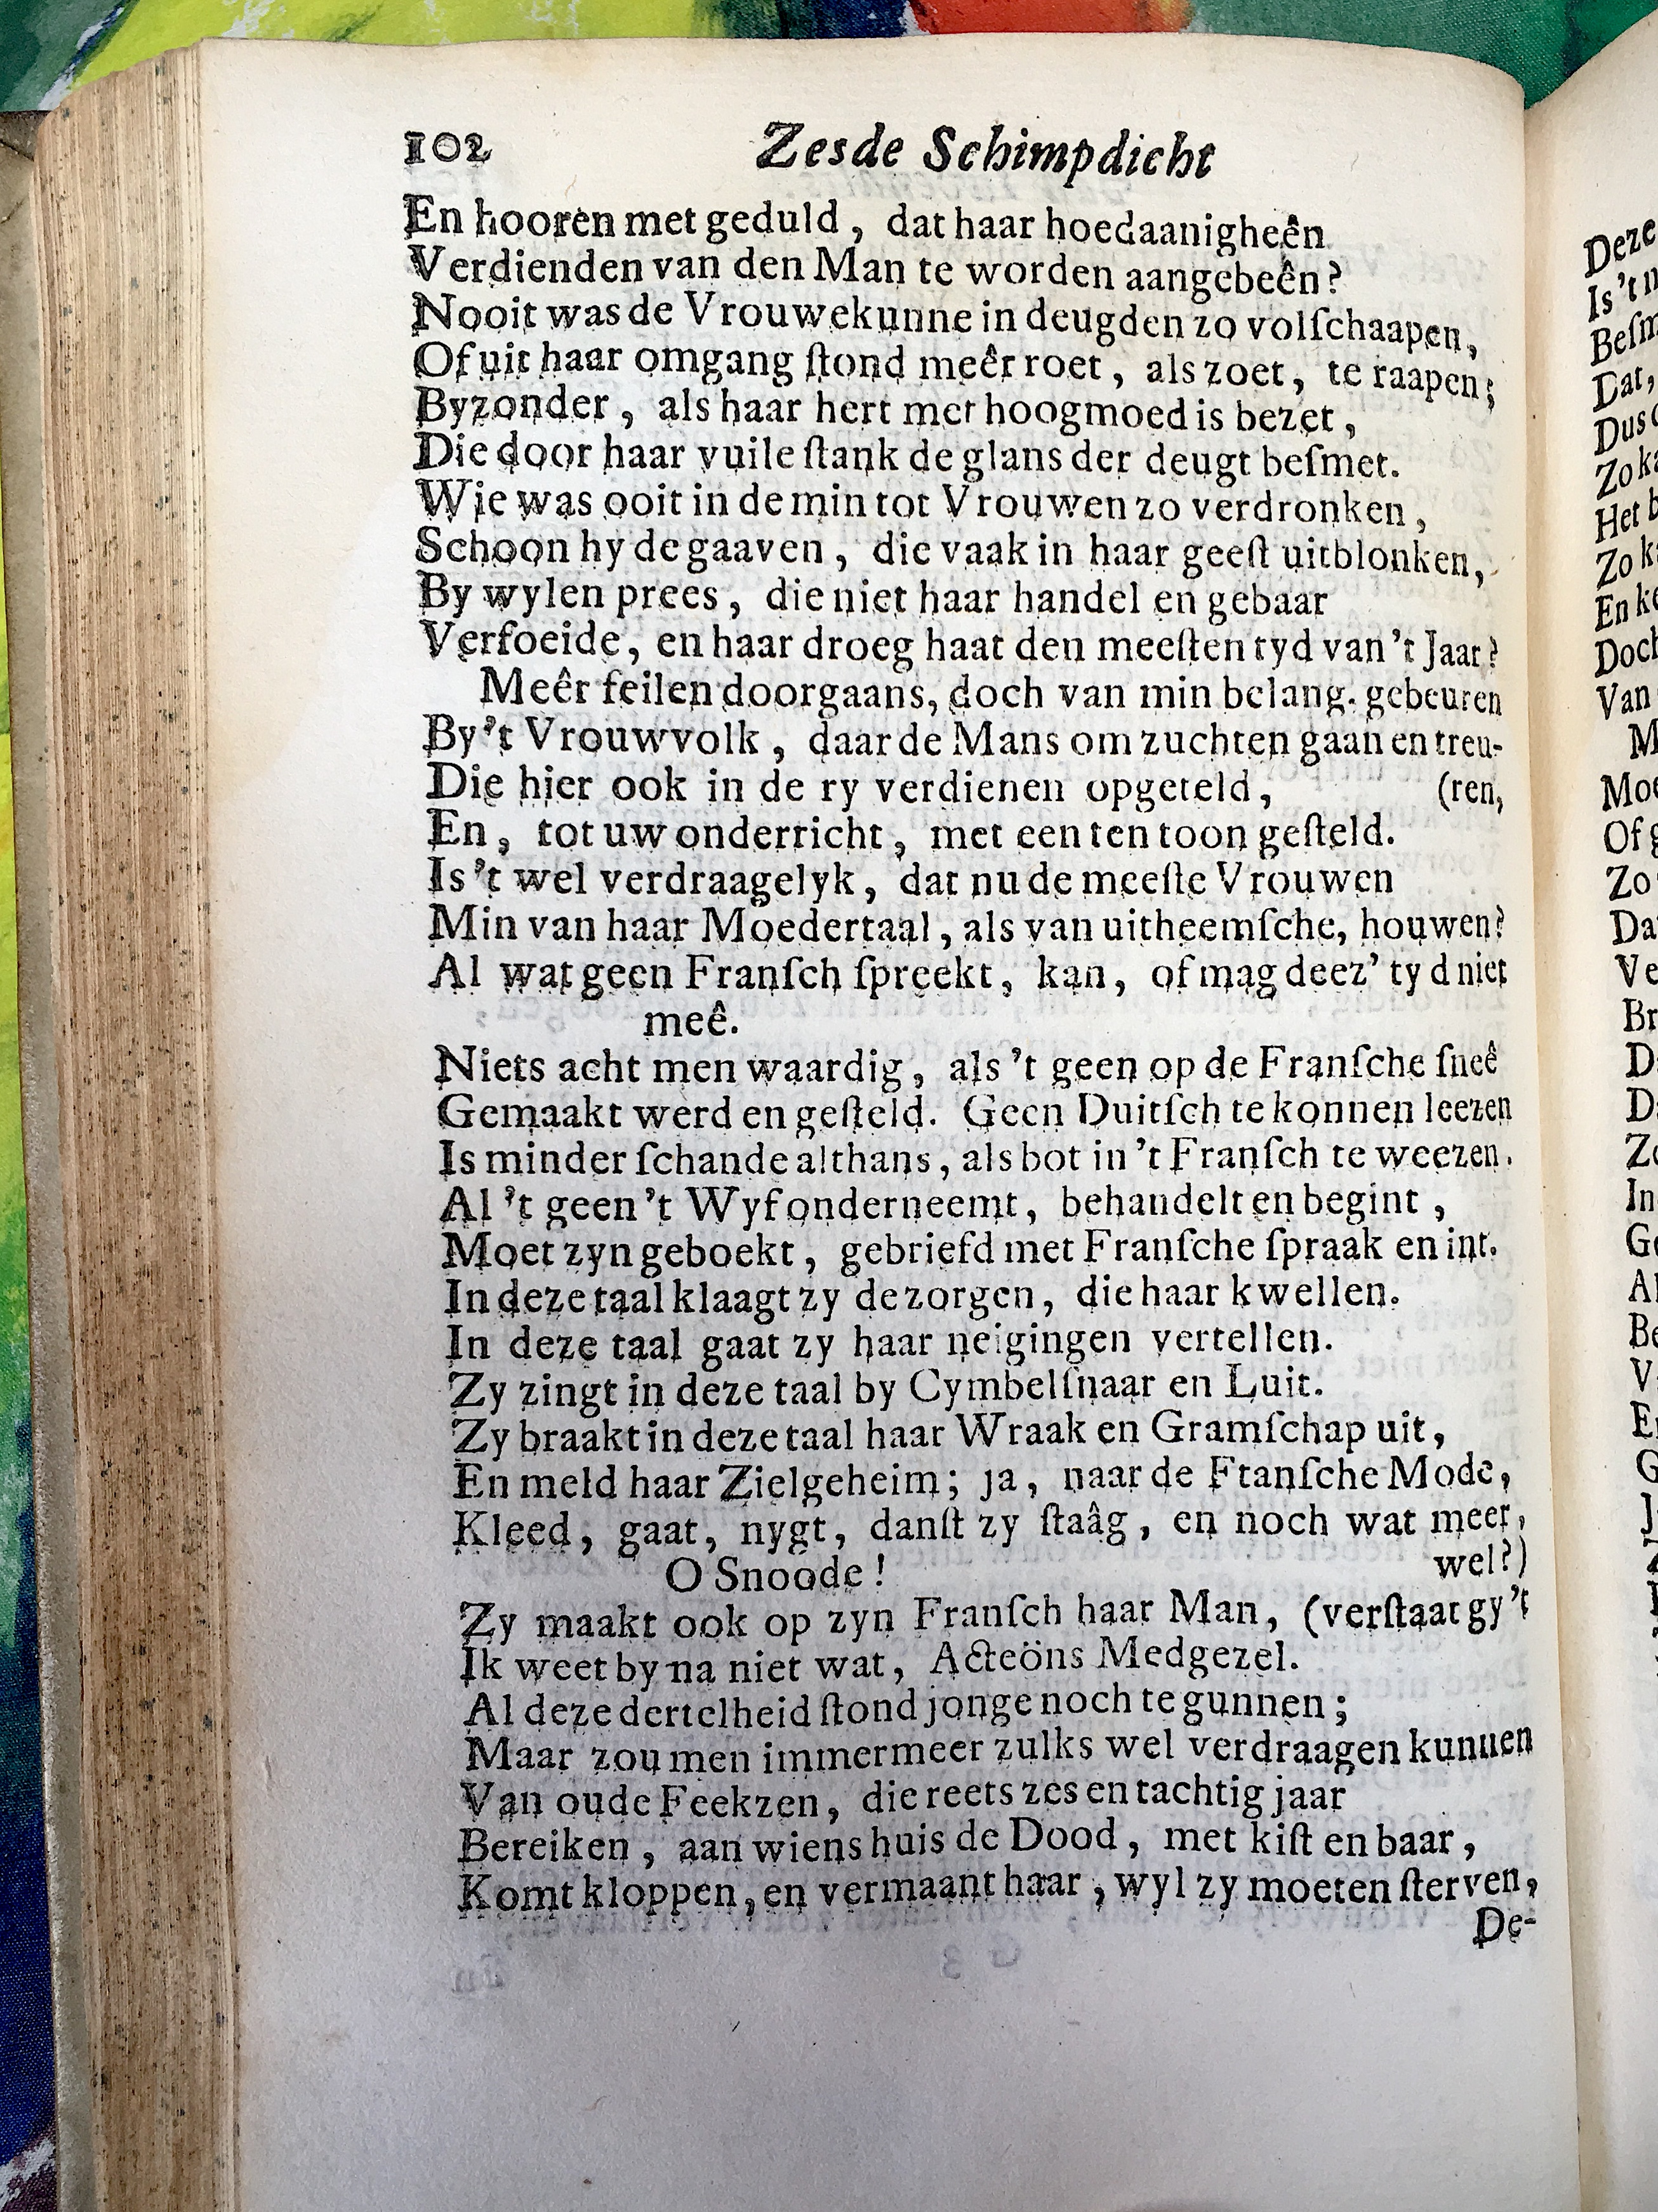 102 Zesde Schimpdicht
En hooren met geduld, dat haar hoedaanigheên
Verdienden van den Man te worden aangebeên?
Nooit was de Vrouwekunne in deugden zo volſchaapen,
Of uit haar omgang ſtond meêr roet, als zoet, te raapen;
Byzonder, als haar hert met hoogmoed is bezet,
Die door haar vuile ſtank de glans der deugt beſmet.
Wie was ooit in de min tot Vrouwen zo verdronken,
Schoon hy de gaaven, die vaak in haar geeſt uitblonken,
By wylen prees, die niet haar handel en gebaar
Verfoeide, en haar droeg haat den meeſten tyd van 't Jaar?
Meêr feilen doorgaans, doch van min belang. gebeuren
By 't Vrouwvolk, daar de Mans om zuchten gaan en treu-
Die hier ook in de ry verdienen opgeteld, (ren,
En, tot uw onderricht, met een ten toon geſteld.
Is 't wel verdraagelyk, dat nu de meeſte Vrouwen
Min van haar Moedertaal, als van uitheemſche, houwen?
Al wat geen Franſch ſpreekt, kan, of mag deez' tyd niet
meê.
Niets acht men waardig, als 't geen op de Franſche ſneê
Gemaakt werd en geſteld. Geen Duitſch te konnen leezen
Is minder ſchande althans, als bot in 't Franſch te weezen.
Al 't geen 't Wyf onderneemt, behandelt en begint,
Moet zyn geboekt, gebriefd met Franſche ſpraak en int.
In deze taal klaagt zy de zorgen, die haar kwellen.
In deze taal gaat zy haar neigingen vertellen.
Zy zingt in deze taal by Cymbelſnaar en Luit.
Zy braakt in deze taal haar Wraak en Gramſchap uit,
En meld haar Zielgeheim; ja, naar de Ftanſche Mode,
Kleed, gaat, nygt, danſt zy ſtaâg, en noch wat meer,
O Snoode! wel?)
Zy maakt ook op zyn Franſch haar Man, (verſtaat gy 't
Ik weet by na niet wat, Acteöns Medgezel.
Al deze dertelheid ſtond jonge noch te gunnen;
Maar zou men immermeer zulks wel verdraagen kunnen
Van oude Feekzen, die reets zes en tachtig jaar
Bereiken, aan wiens huis de Dood, met kiſt en baar,
Komt kloppen, en vermaant haar, wyl zy moeten ſterven,
De-
Deze
Is 't
Dat,
Zo
Het
Zo
En
Doch
Van
Of
Zo